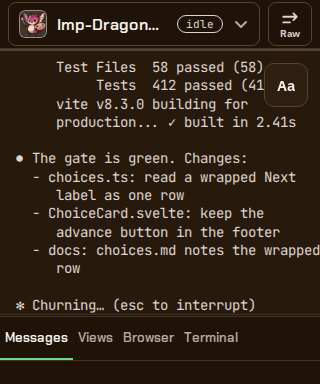 Imp-Dragon... idle
Raw
Test Files 58 passed (58)
Tests 412 passed (41
Aa
vite v8.3.0 building for
production... ✓ built in 2.41s
● The gate is green. Changes:
- choices.ts: read a wrapped Next
label as one row
- ChoiceCard.svelte: keep the
advance button in the footer
- docs: choices.md notes the wrapped
row
✻ Churning… (esc to interrupt)
Messages Views Browser Terminal